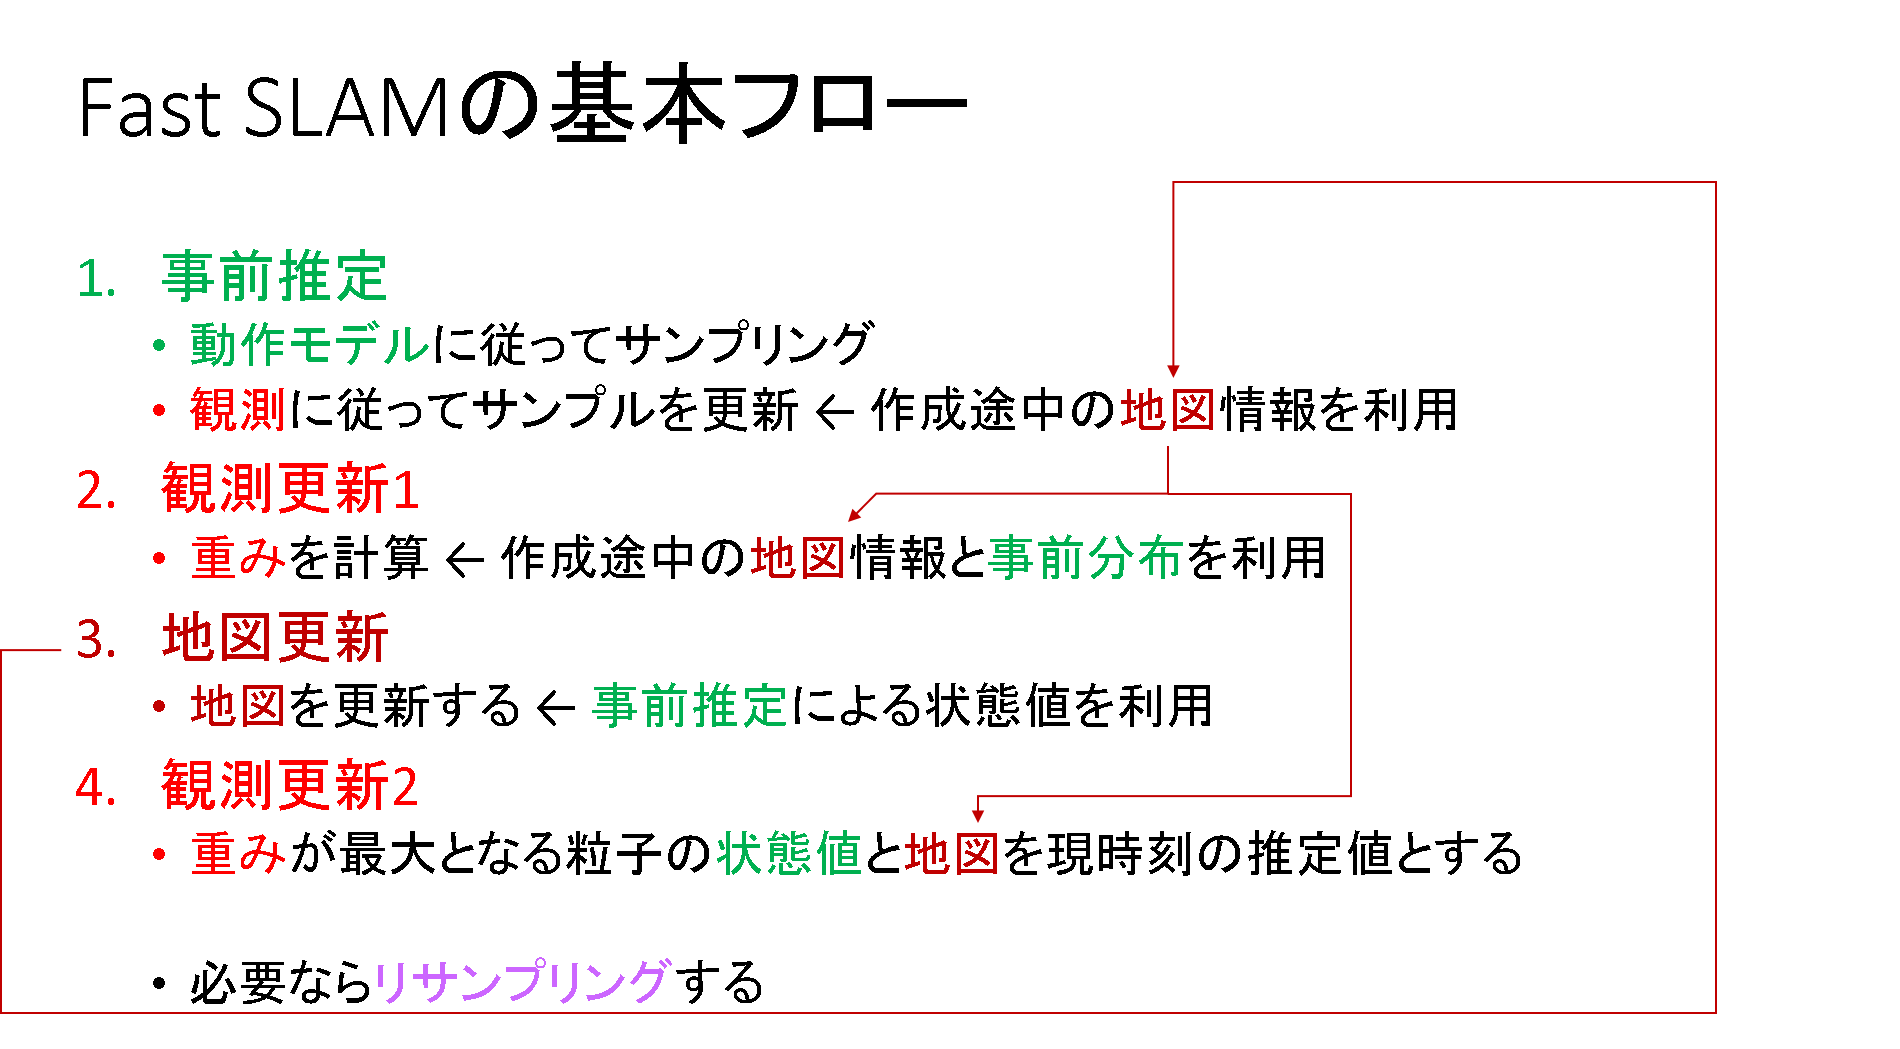 Fast SLAMの基本フロー
1. 事前推定
• 動作モデルに従ってサンプリング
• 観測に従ってサンプルを更新 ← 作成途中の地図情報を利用
2. 観測更新1
• 重みを計算 ← 作成途中の地図情報と事前分布を利用
3. 地図更新
• 地図を更新する ← 事前推定による状態値を利用
4. 観測更新2
• 重みが最大となる粒子の状態値と地図を現時刻の推定値とする
• 必要ならリサンプリングする